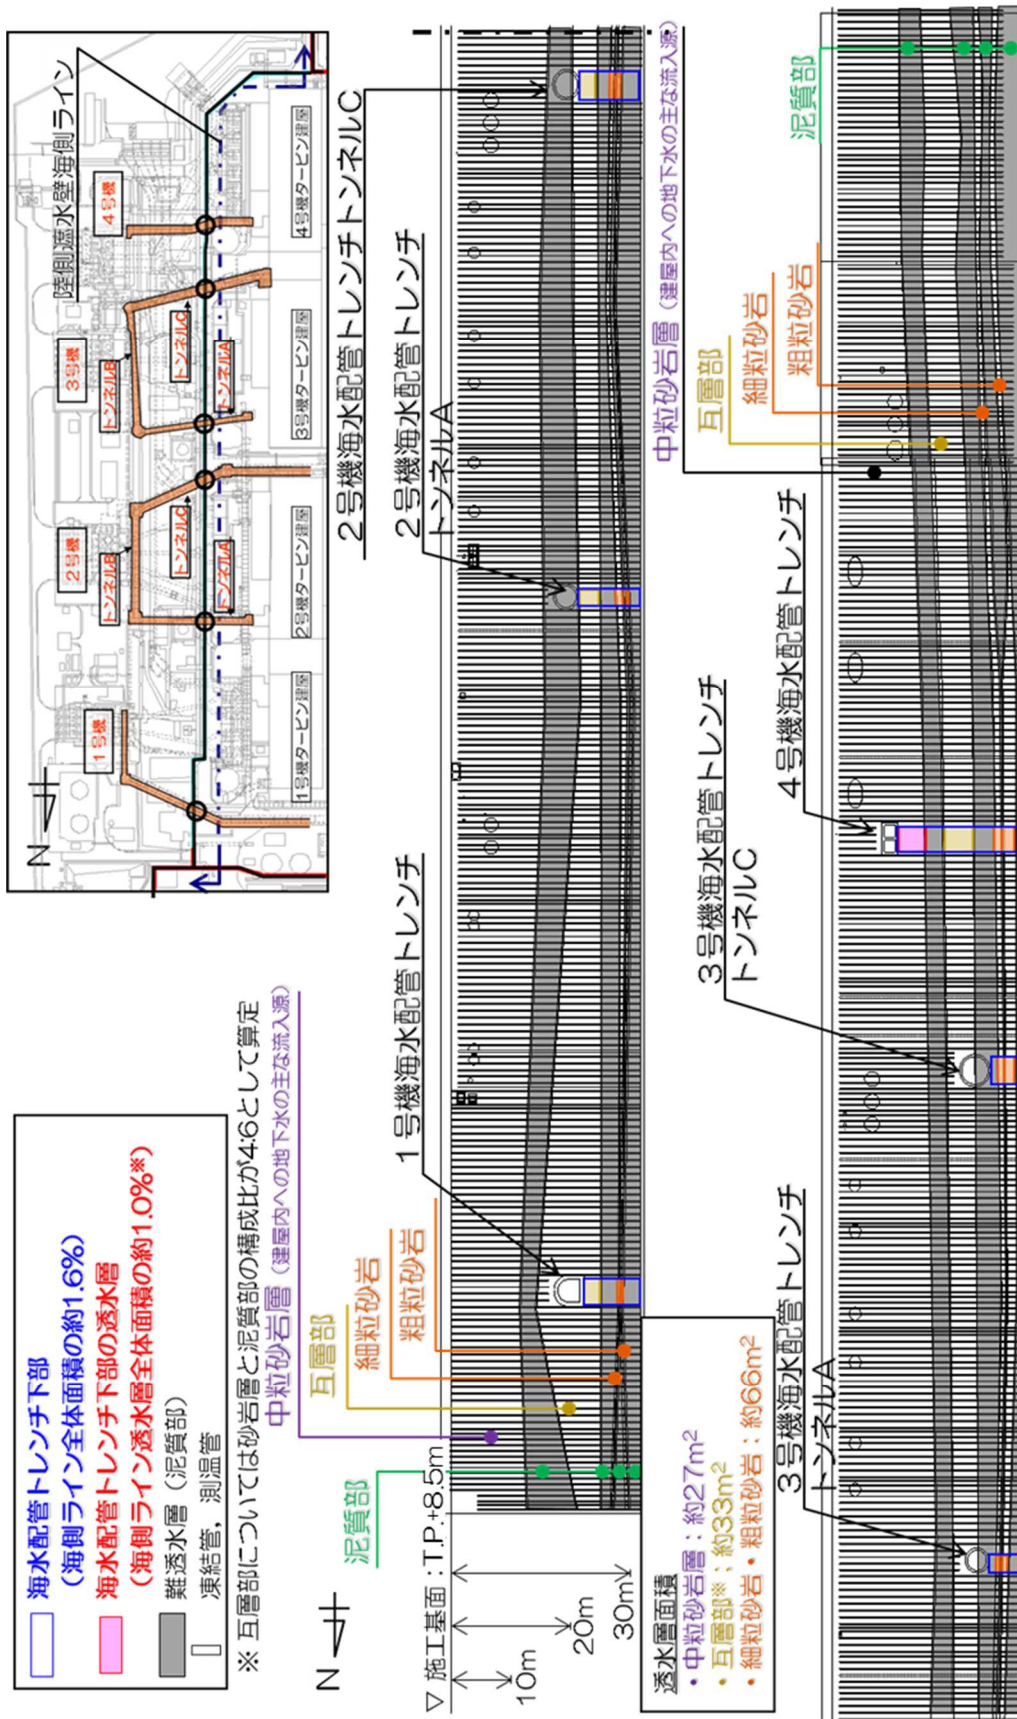 海水配管トレンチ下部
(海側ライン全体面積の約1.6%)
海水配管トレンチ下部の透水層
(海側ライン透水層全体面積の約1.0%※)
難透水層(泥質部)
凍結管，測温管
※ 互層部については砂岩層と泥質部の構成比が4:6として算定
N
1号機
2号機
3号機
4号機
トンネルB
トンネルB
トンネルC
トンネルC
トンネルA
トンネルA
1号機タービン建屋
2号機タービン建屋
3号機タービン建屋
4号機タービン建屋
陸側遮水壁海側ライン
N
泥質部
中粒砂岩層(建屋内への地下水の主な流入源)
互層部
細粒砂岩
粗粒砂岩
1号機海水配管トレンチ
2号機海水配管トレンチ
トンネルA
2号機海水配管トレンチトンネルC
▽ 施工基面：T.P.+8.5m
10m
20m
30m
透水層面積
・中粒砂岩層：約27m²
・互層部※：約33m²
・細粒砂岩・粗粒砂岩：約66m²
3号機海水配管トレンチ
トンネルA
3号機海水配管トレンチ
トンネルC
4号機海水配管トレンチ
中粒砂岩層(建屋内への地下水の主な流入源)
互層部
細粒砂岩
粗粒砂岩
泥質部